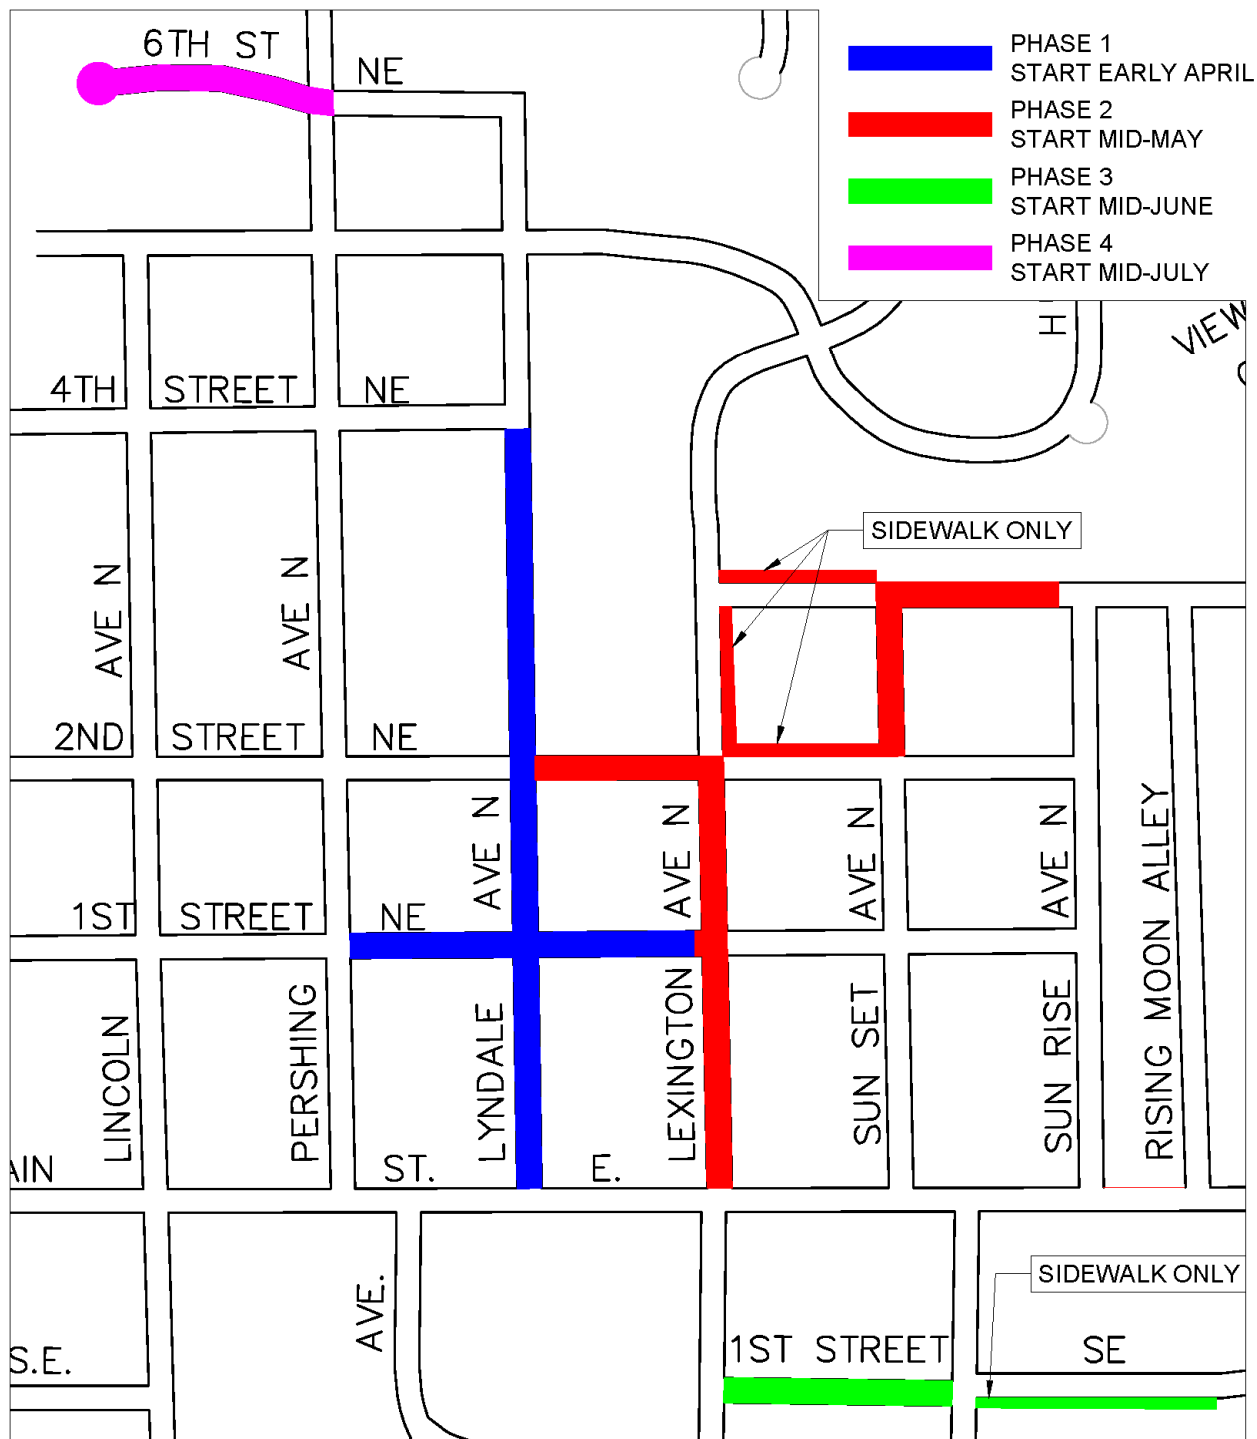 6TH ST
NE
PHASE 1
START EARLY APRIL
PHASE 2
START MID-MAY
PHASE 3
START MID-JUNE
PHASE 4
START MID-JULY
VIEW
4TH STREET NE
SIDEWALK ONLY
AVE N
AVE N
2ND STREET NE
AVE N
AVE N
AVE N
AVE N
1ST STREET NE
LINCOLN
PERSHING
LYNDALE
LEXINGTON
SUN SET
SUN RISE
RISING MOON ALLEY
AIN ST. E.
AVE.
SIDEWALK ONLY
S.E.
1ST STREET SE